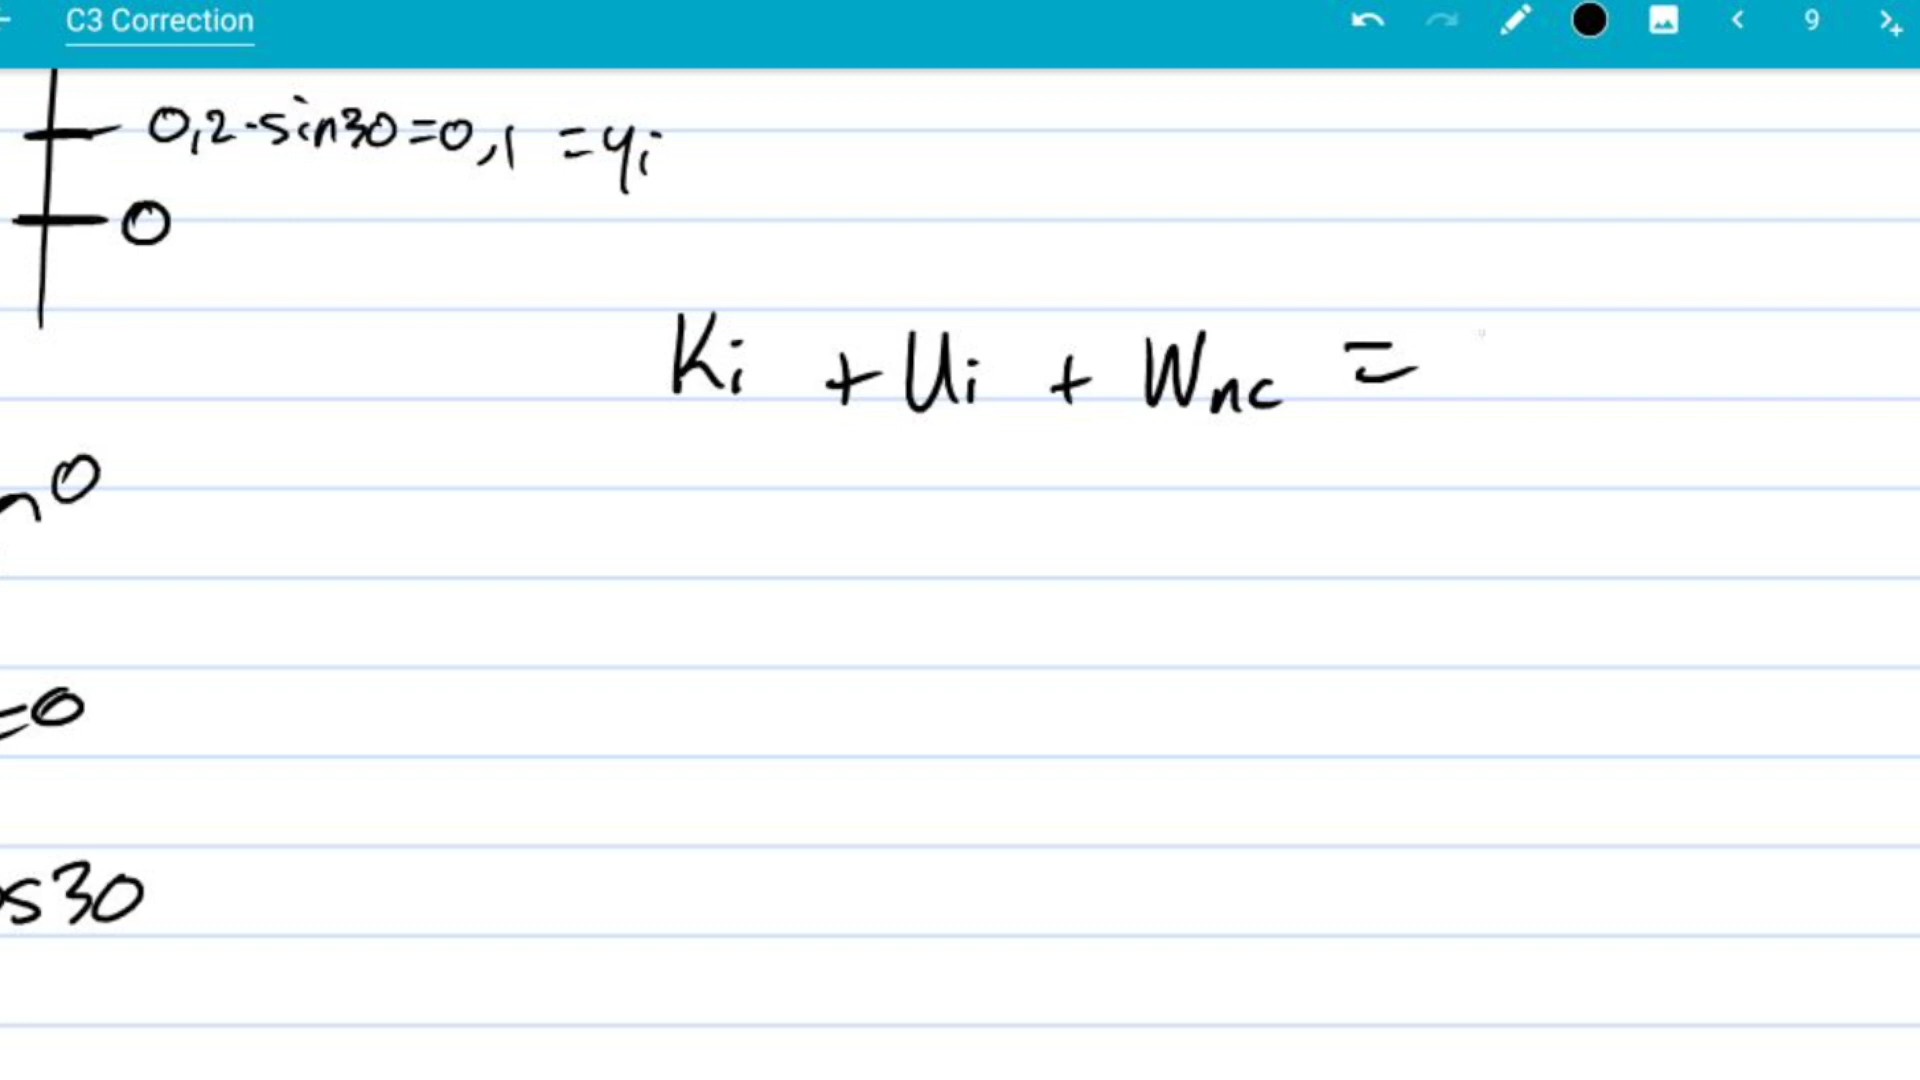 C3 Correction
9
0,2·sin30=0,1 =yi
0
Ki + Ui + Wnc =
0
=0
s30